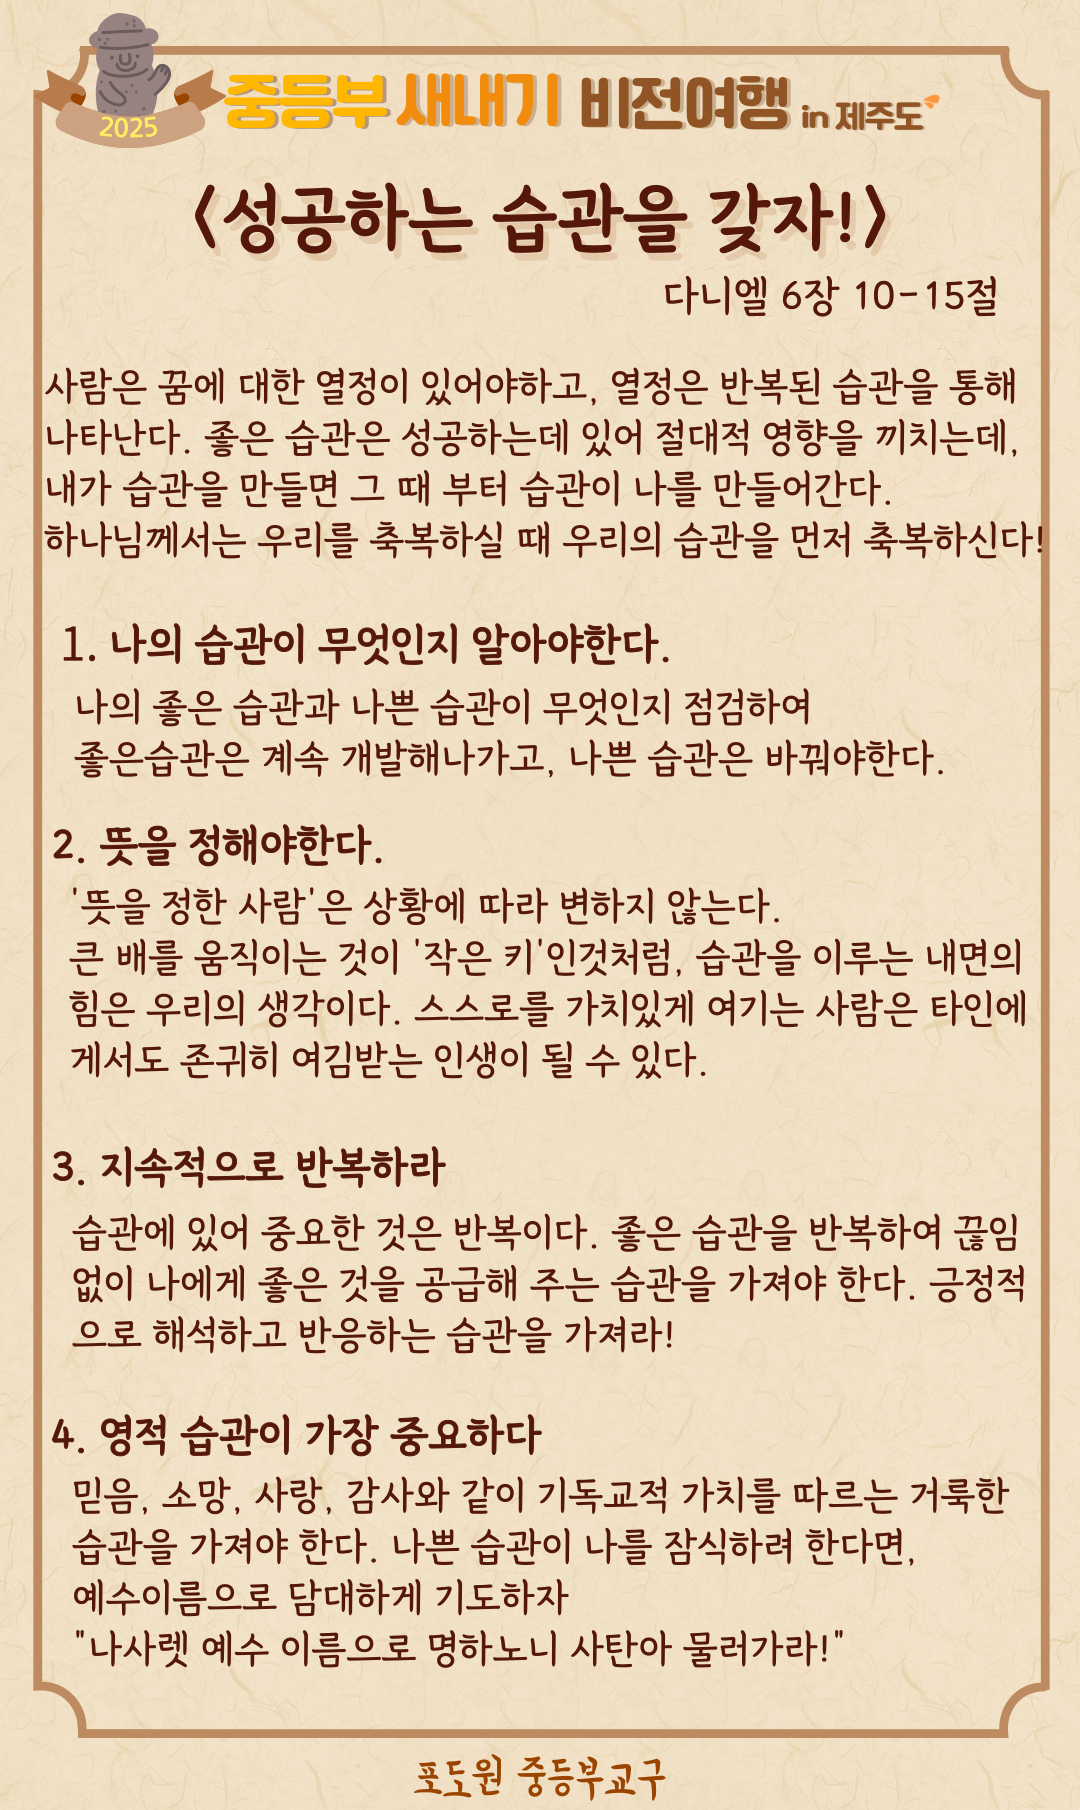 2025
중등부 새내기 비전여행 in 제주도
<성공하는 습관을 갖자!>
다니엘 6장 10-15절
사람은 꿈에 대한 열정이 있어야하고, 열정은 반복된 습관을 통해
나타난다. 좋은 습관은 성공하는데 있어 절대적 영향을 끼치는데,
내가 습관을 만들면 그 때 부터 습관이 나를 만들어간다.
하나님께서는 우리를 축복하실 때 우리의 습관을 먼저 축복하신다!
1. 나의 습관이 무엇인지 알아야한다.
나의 좋은 습관과 나쁜 습관이 무엇인지 점검하여
좋은습관은 계속 개발해나가고, 나쁜 습관은 바꿔야한다.
2. 뜻을 정해야한다.
'뜻을 정한 사람'은 상황에 따라 변하지 않는다.
큰 배를 움직이는 것이 '작은 키'인것처럼, 습관을 이루는 내면의
힘은 우리의 생각이다. 스스로를 가치있게 여기는 사람은 타인에
게서도 존귀히 여김받는 인생이 될 수 있다.
3. 지속적으로 반복하라
습관에 있어 중요한 것은 반복이다. 좋은 습관을 반복하여 끊임
없이 나에게 좋은 것을 공급해 주는 습관을 가져야 한다. 긍정적
으로 해석하고 반응하는 습관을 가져라!
4. 영적 습관이 가장 중요하다
믿음, 소망, 사랑, 감사와 같이 기독교적 가치를 따르는 거룩한
습관을 가져야 한다. 나쁜 습관이 나를 잠식하려 한다면,
예수이름으로 담대하게 기도하자
"나사렛 예수 이름으로 명하노니 사탄아 물러가라!"
포도원 중등부교구